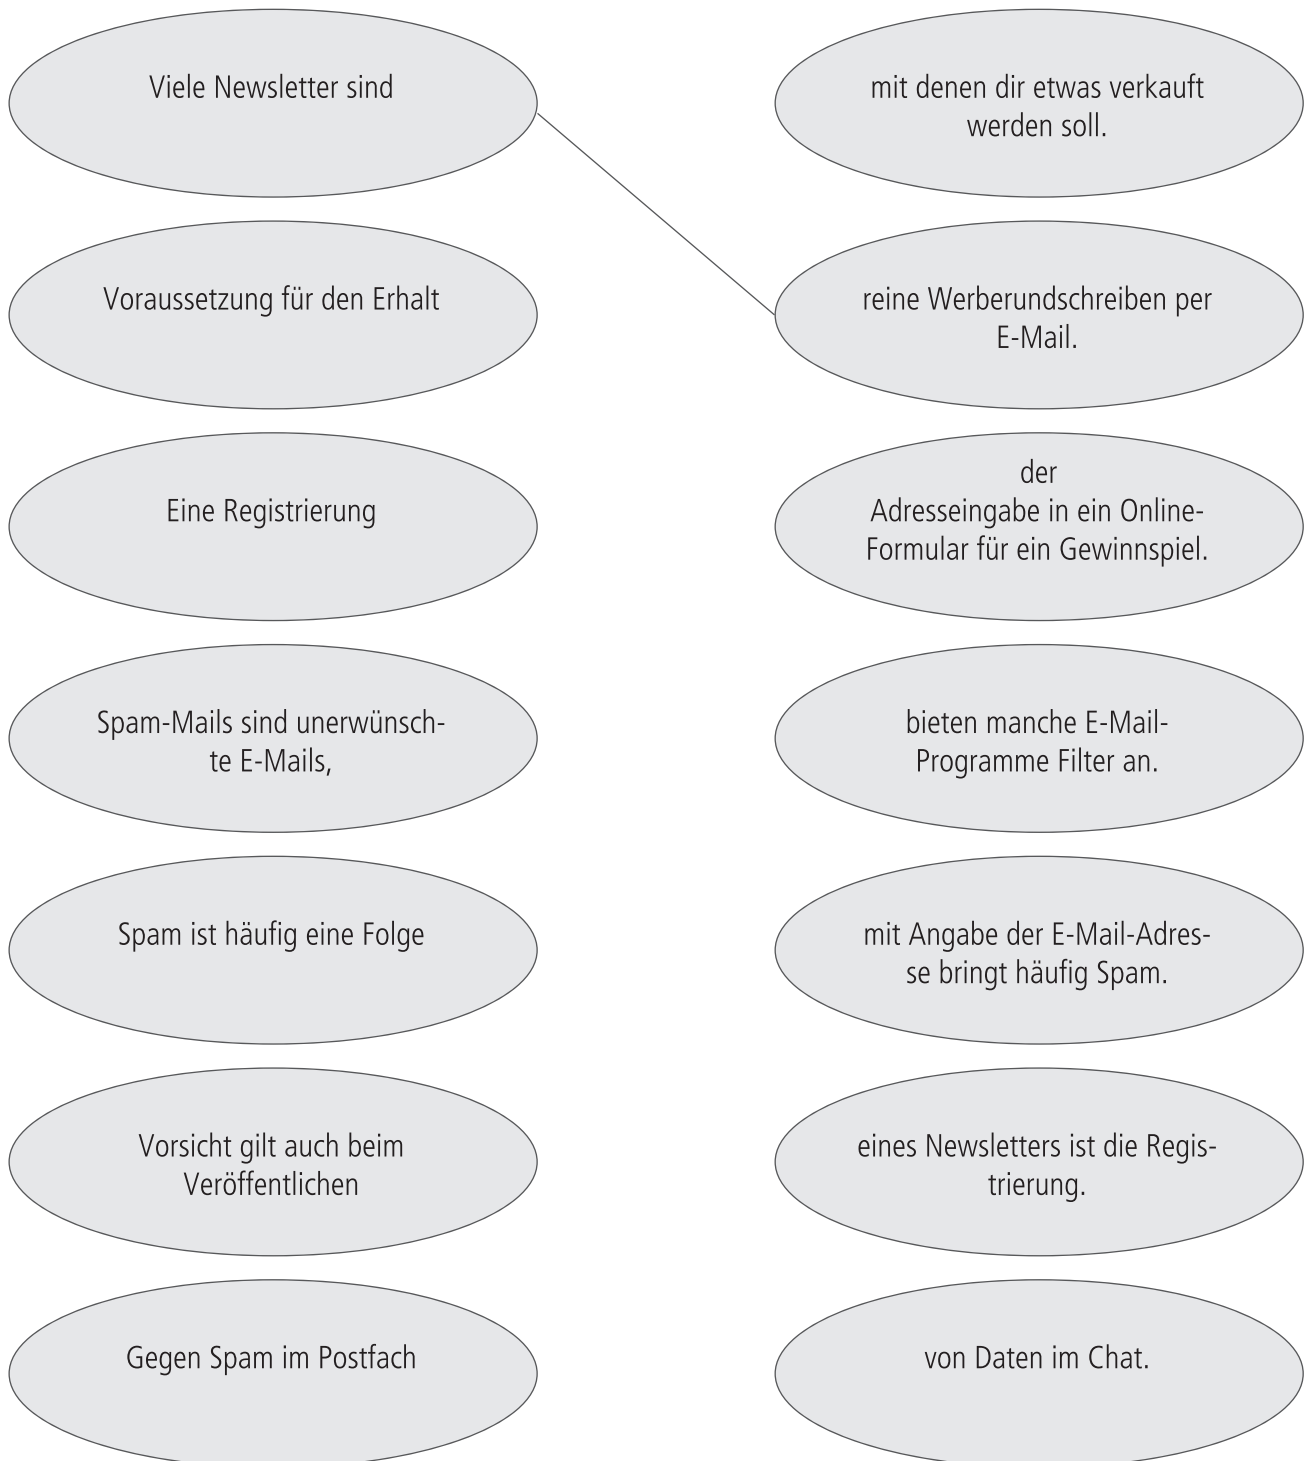 Viele Newsletter sind
mit denen dir etwas verkauft
werden soll.
Voraussetzung für den Erhalt
reine Werberundschreiben per
E-Mail.
Eine Registrierung
der
Adresseingabe in ein Online-
Formular für ein Gewinnspiel.
Spam-Mails sind unerwünsch-
te E-Mails,
bieten manche E-Mail-
Programme Filter an.
Spam ist häufig eine Folge
mit Angabe der E-Mail-Adres-
se bringt häufig Spam.
Vorsicht gilt auch beim
Veröffentlichen
eines Newsletters ist die Regis-
trierung.
Gegen Spam im Postfach
von Daten im Chat.